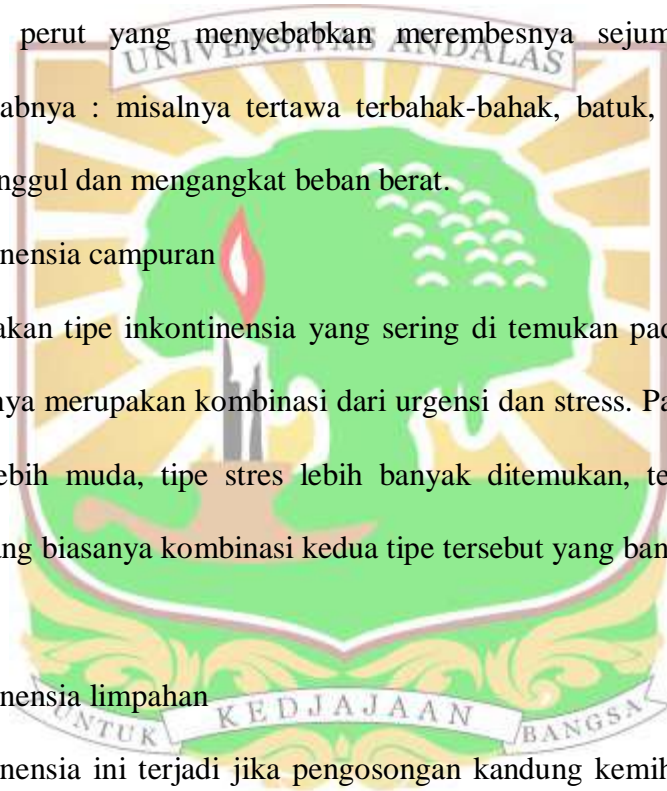 perut yang menyebabkan merembesnya sejum
UNIVERSITAS ANDALAS
abnya : misalnya tertawa terbahak-bahak, batuk,
nggul dan mengangkat beban berat.
nensia campuran
akan tipe inkontinensia yang sering di temukan pad
nya merupakan kombinasi dari urgensi dan stress. Pa
ebih muda, tipe stres lebih banyak ditemukan, te
ang biasanya kombinasi kedua tipe tersebut yang ban
nensia limpahan
UNTUK KEDJAJAAN BANGSA
nensia ini terjadi jika pengosongan kandung kemih